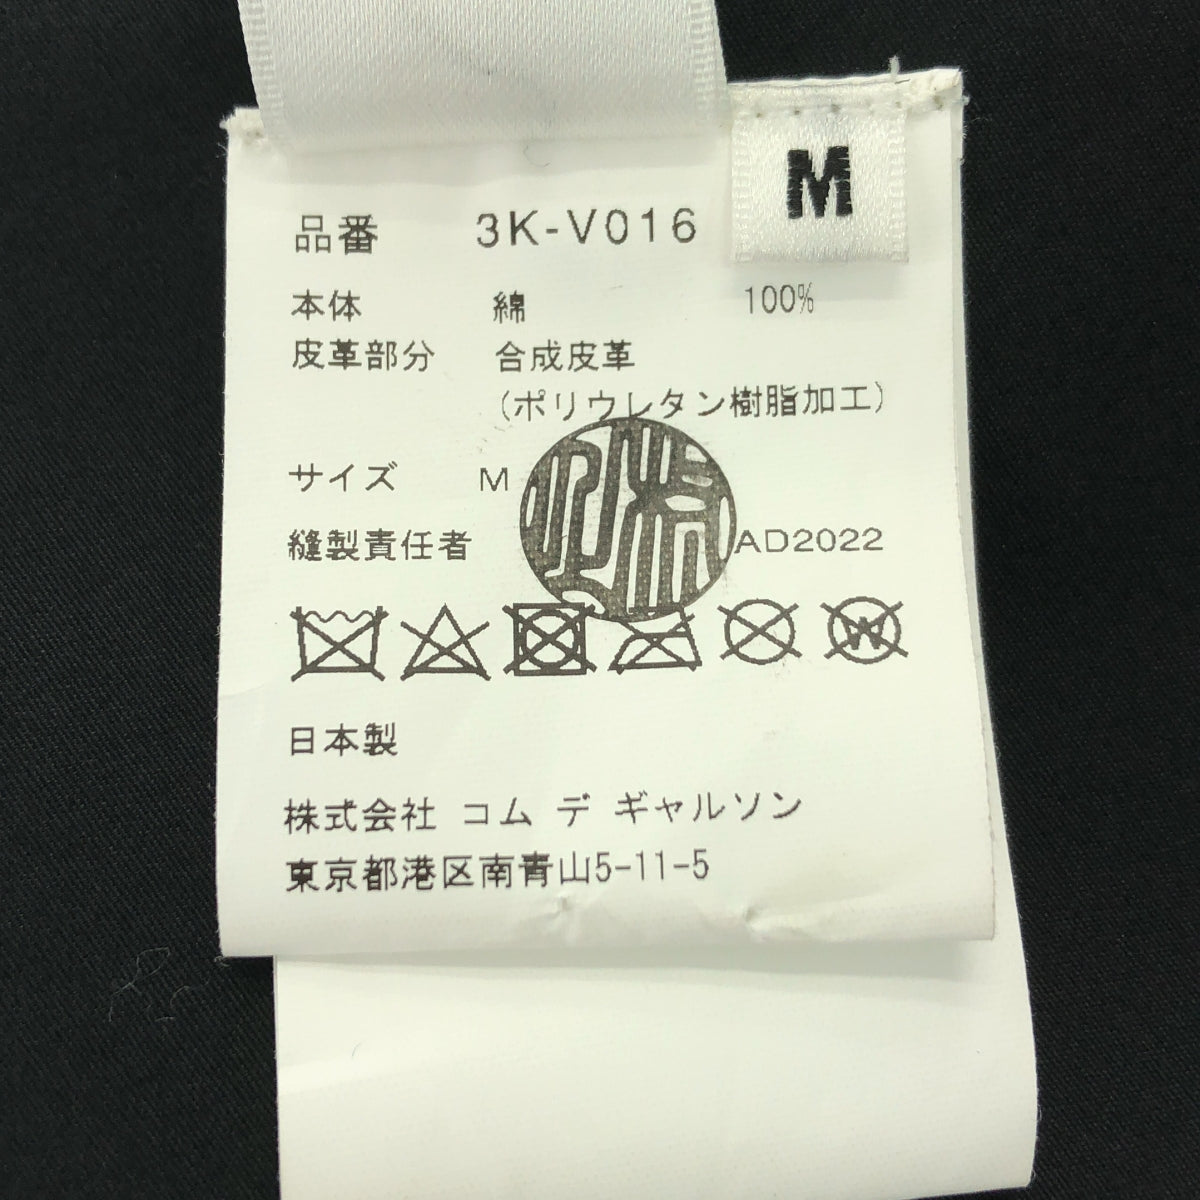 M
品番 3K-V016
本体 綿 100%
皮革部分 合成皮革
(ポリウレタン樹脂加工)
サイズ M
縫製責任者 AD2022
W
日本製
株式会社 コム デ ギャルソン
東京都港区南青山5-11-5